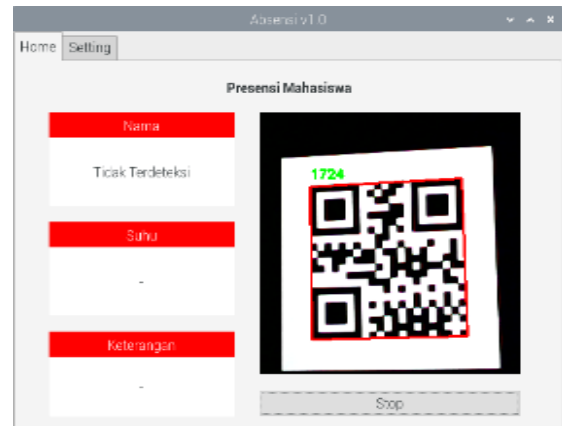 Absensi v1.0
Home Setting
Presensi Mahasiswa
Nama
Tidak Terdeteksi
Suhu
-
Keterangan
-
1724
Stop